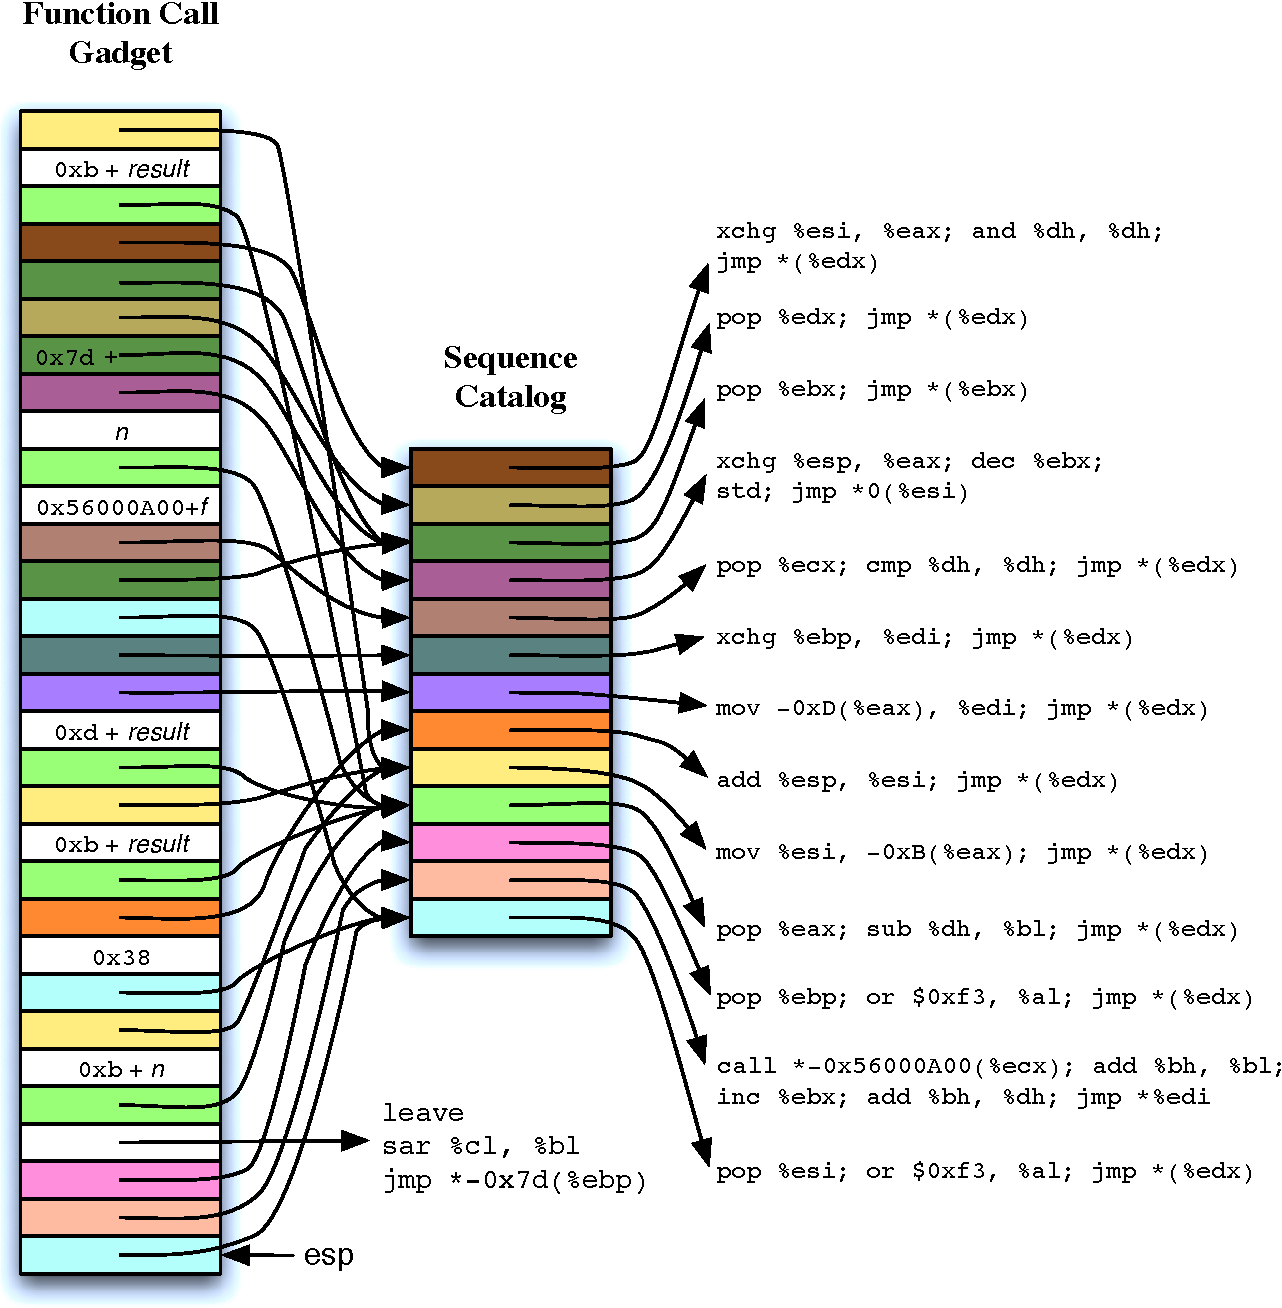 Function Call
Gadget
0xb + result
0x7d +
n
0x56000A00+f
0xd + result
0xb + result
0x38
0xb + n
esp
leave
sar %cl, %bl
jmp *-0x7d(%ebp)
Sequence
Catalog
xchg %esi, %eax; and %dh, %dh;
jmp *(%edx)
pop %edx; jmp *(%edx)
pop %ebx; jmp *(%ebx)
xchg %esp, %eax; dec %ebx;
std; jmp *0(%esi)
pop %ecx; cmp %dh, %dh; jmp *(%edx)
xchg %ebp, %edi; jmp *(%edx)
mov -0xD(%eax), %edi; jmp *(%edx)
add %esp, %esi; jmp *(%edx)
mov %esi, -0xB(%eax); jmp *(%edx)
pop %eax; sub %dh, %bl; jmp *(%edx)
pop %ebp; or $0xf3, %al; jmp *(%edx)
call *-0x56000A00(%ecx); add %bh, %bl;
inc %ebx; add %bh, %dh; jmp *%edi
pop %esi; or $0xf3, %al; jmp *(%edx)